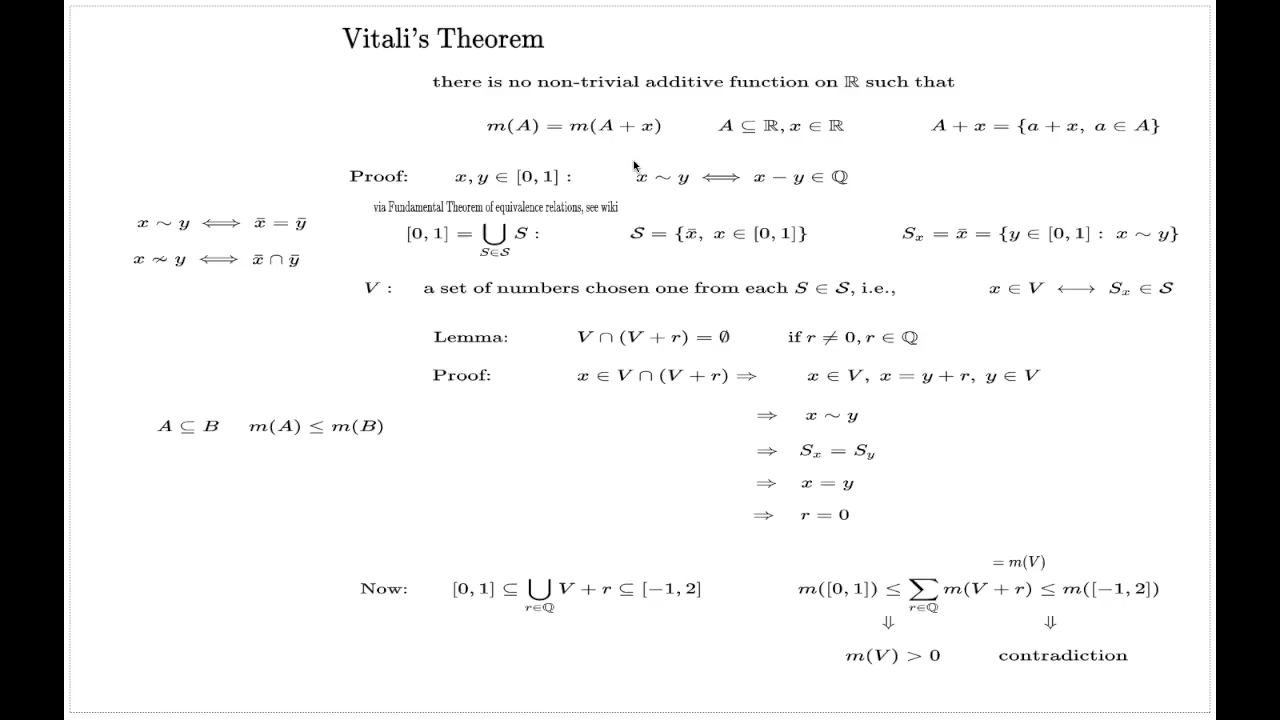 Vitali's Theorem
there is no non-trivial additive function on ℝ such that
m(A) = m(A + x) A ⊆ ℝ, x ∈ ℝ A + x = {a + x, a ∈ A}
Proof: x, y ∈ [0, 1] : x ∼ y ⟺ x − y ∈ ℚ
via Fundamental Theorem of equivalence relations, see wiki
x ∼ y ⟺ x̄ = ȳ
[0, 1] = ⋃_{S∈𝒮} S : 𝒮 = {x̄, x ∈ [0, 1]} S_x = x̄ = {y ∈ [0, 1] : x ∼ y}
x ≁ y ⟺ x̄ ∩ ȳ
V : a set of numbers chosen one from each S ∈ 𝒮, i.e., x ∈ V ⟷ S_x ∈ 𝒮
Lemma: V ∩ (V + r) = ∅ if r ≠ 0, r ∈ ℚ
Proof: x ∈ V ∩ (V + r) ⇒ x ∈ V, x = y + r, y ∈ V
⇒ x ∼ y
A ⊆ B m(A) ≤ m(B)
⇒ S_x = S_y
⇒ x = y
⇒ r = 0
= m(V)
Now: [0, 1] ⊆ ⋃_{r∈ℚ} V + r ⊆ [−1, 2] m([0, 1]) ≤ ∑_{r∈ℚ} m(V + r) ≤ m([−1, 2])
⇓ ⇓
m(V) > 0 contradiction